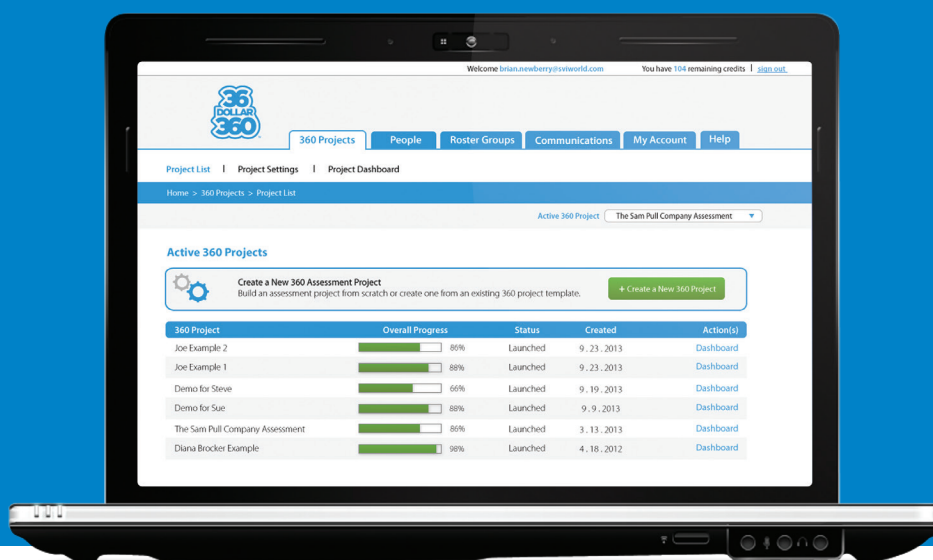 Welcome brian.newberry@sviworld.com You have 104 remaining credits | sign out
36
DOLLAR
360
360 Projects People Roster Groups Communications My Account Help
Project List | Project Settings | Project Dashboard
Home > 360 Projects > Project List
Active 360 Project The Sam Pull Company Assessment
Active 360 Projects
Create a New 360 Assessment Project
Build an assessment project from scratch or create one from an existing 360 project template.
+ Create a New 360 Project
360 Project Overall Progress Status Created Action(s)
Joe Example 2 86% Launched 9.23.2013 Dashboard
Joe Example 1 88% Launched 9.23.2013 Dashboard
Demo for Steve 66% Launched 9.19.2013 Dashboard
Demo for Sue 88% Launched 9.9.2013 Dashboard
The Sam Pull Company Assessment 86% Launched 3.13.2013 Dashboard
Diana Brocker Example 98% Launched 4.18.2012 Dashboard